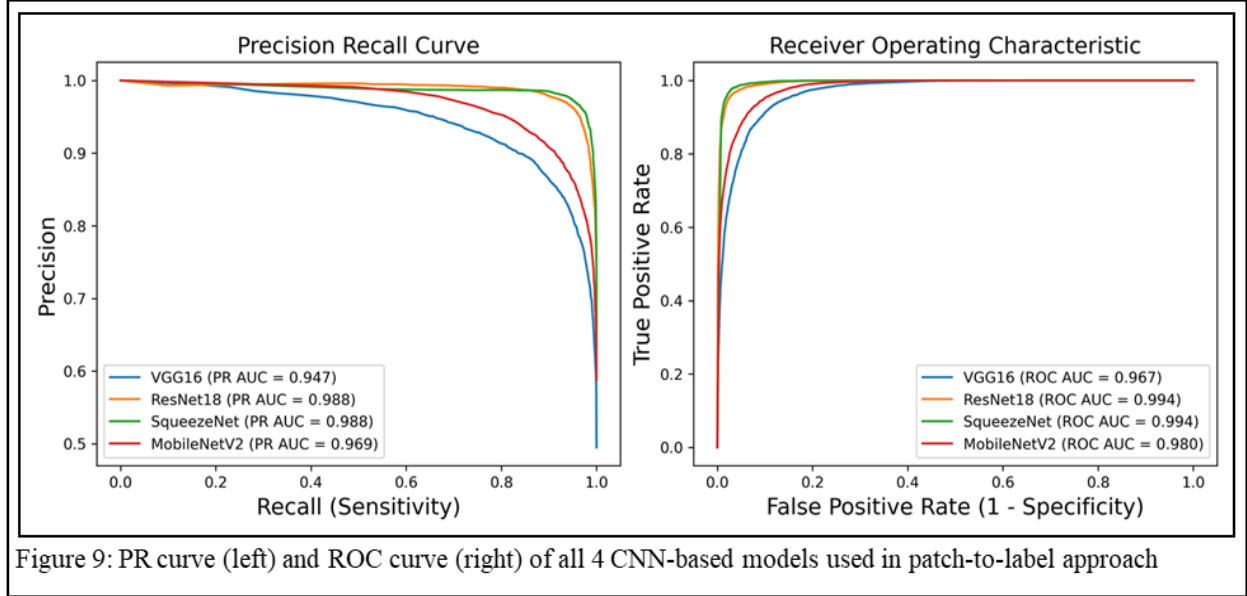 Precision Recall Curve
1.0
0.9
0.8
0.7
0.6
0.5
Precision
VGG16 (PR AUC = 0.947)
ResNet18 (PR AUC = 0.988)
SqueezeNet (PR AUC = 0.988)
MobileNetV2 (PR AUC = 0.969)
0.0 0.2 0.4 0.6 0.8 1.0
Recall (Sensitivity)
Receiver Operating Characteristic
1.0
0.8
0.6
0.4
0.2
0.0
True Positive Rate
VGG16 (ROC AUC = 0.967)
ResNet18 (ROC AUC = 0.994)
SqueezeNet (ROC AUC = 0.994)
MobileNetV2 (ROC AUC = 0.980)
0.0 0.2 0.4 0.6 0.8 1.0
False Positive Rate (1 - Specificity)
Figure 9: PR curve (left) and ROC curve (right) of all 4 CNN-based models used in patch-to-label approach